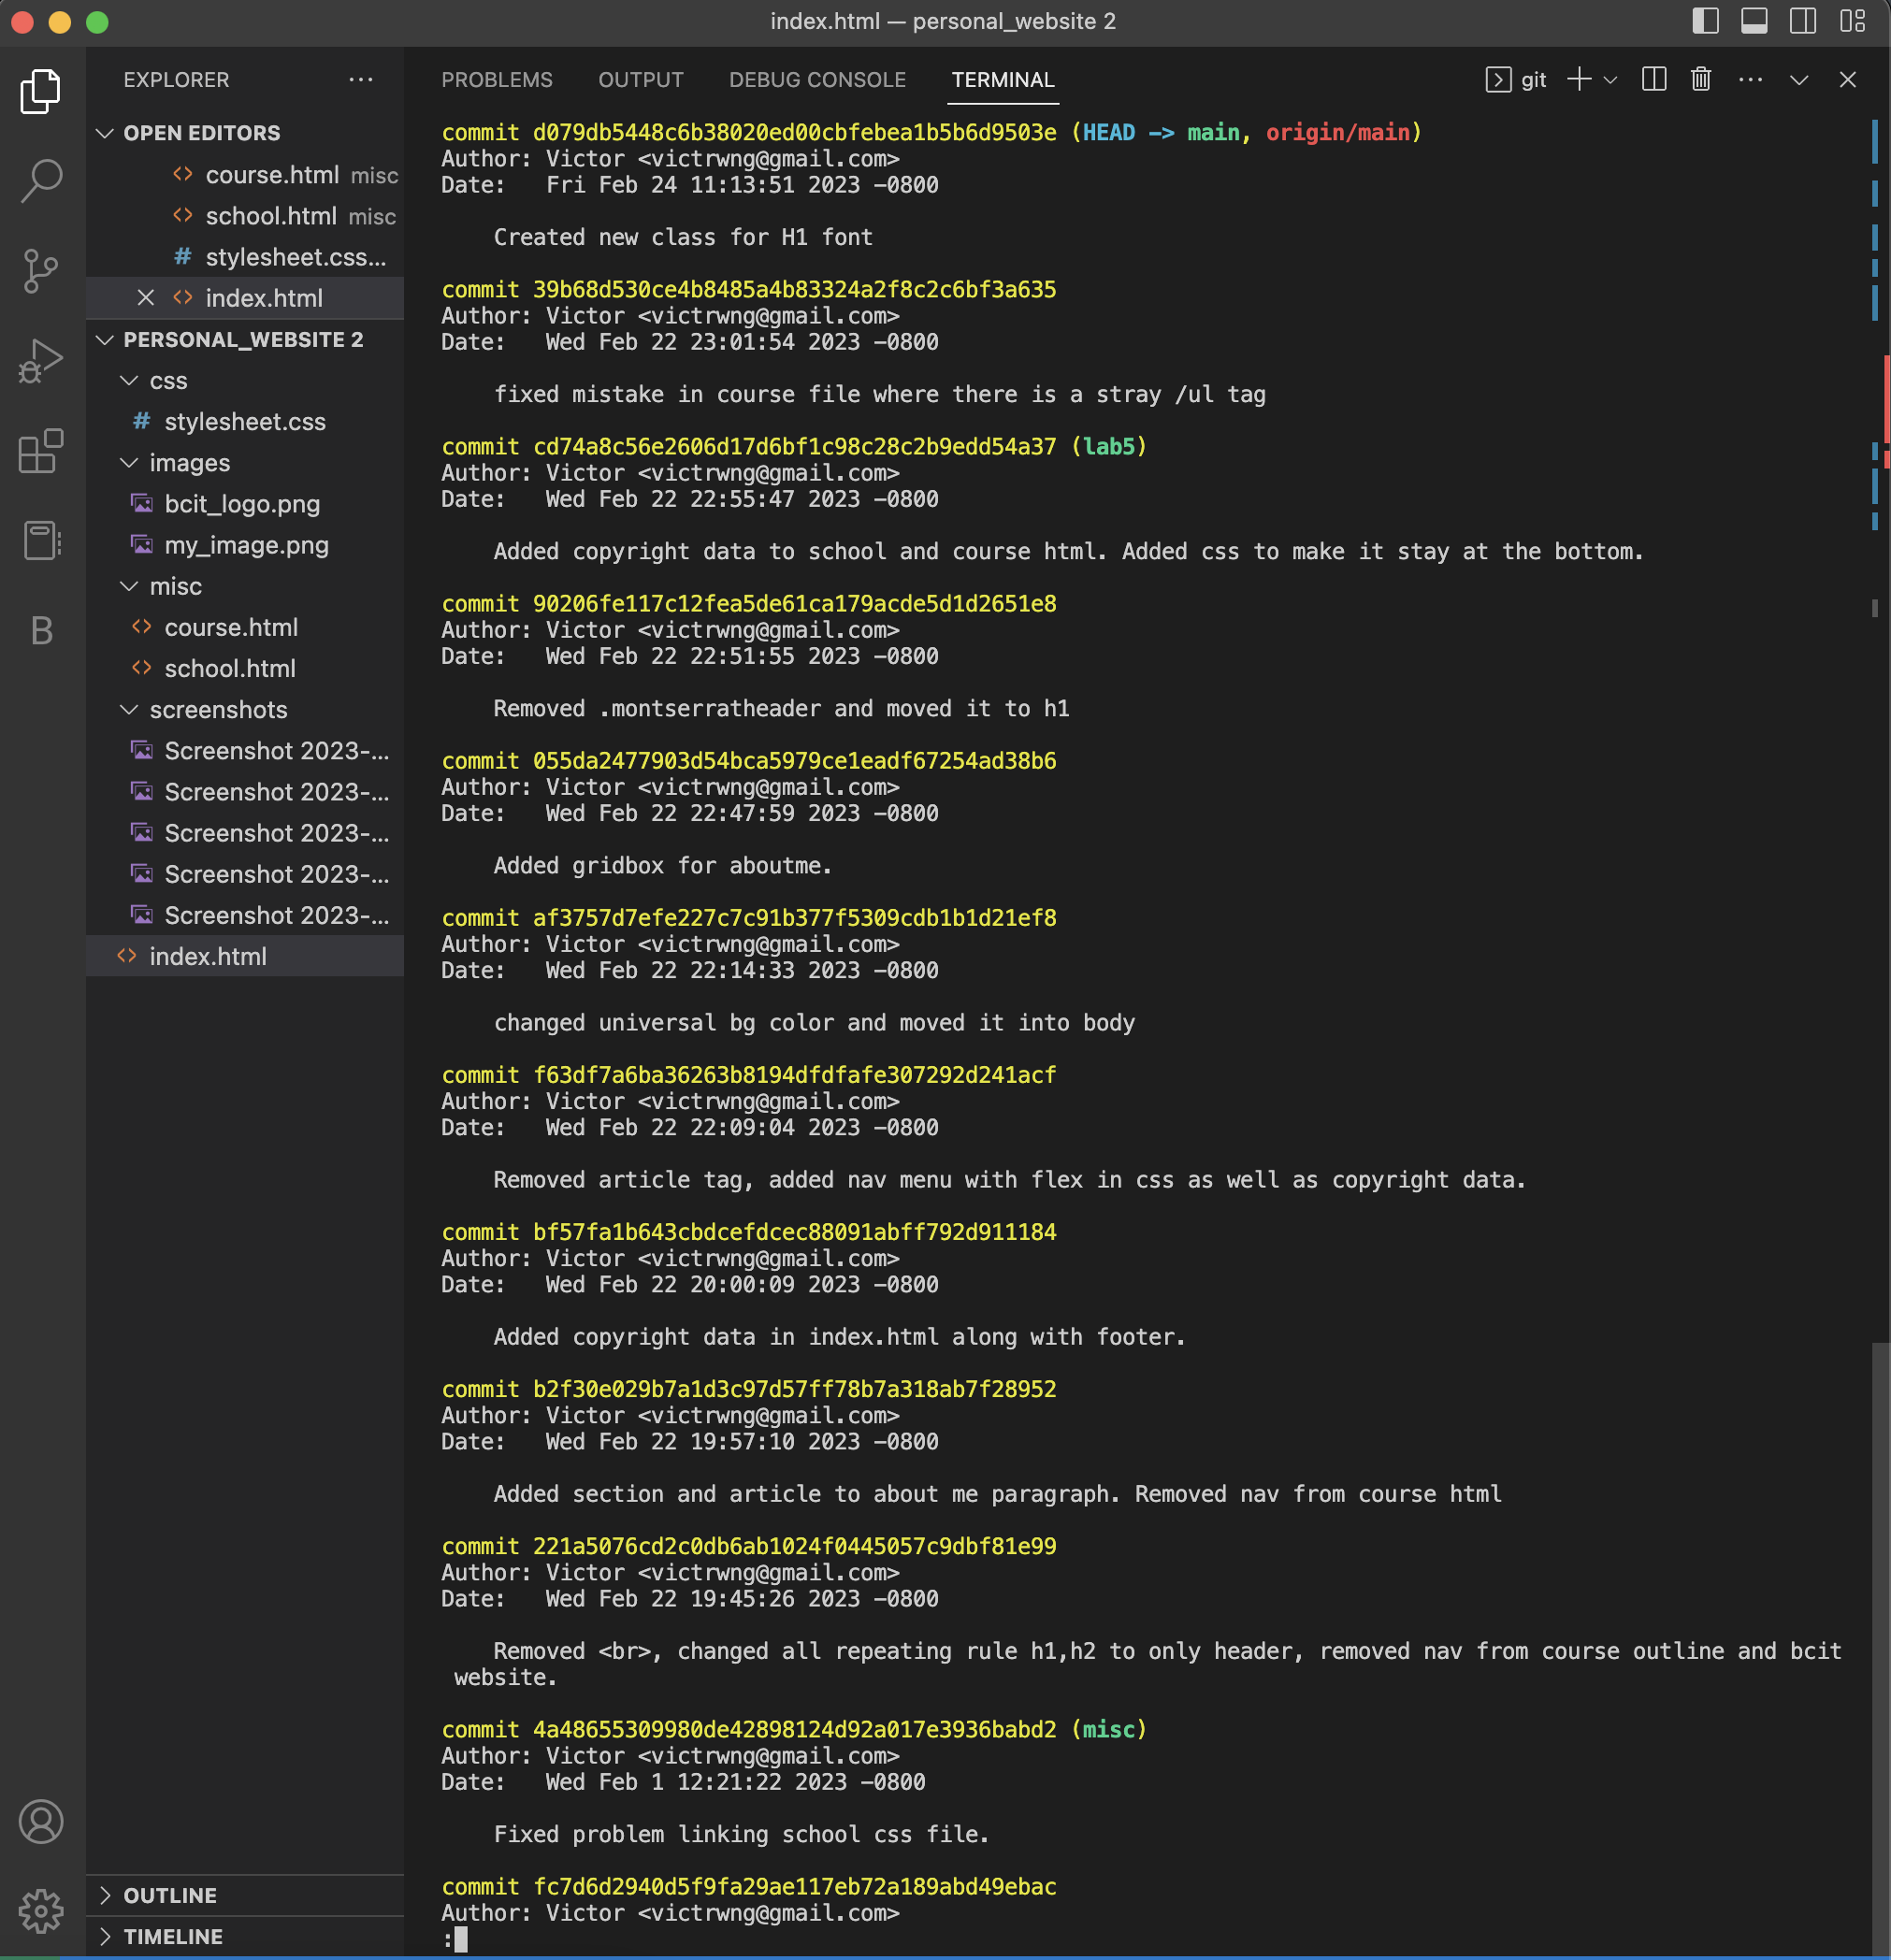 index.html — personal_website 2
EXPLORER
OPEN EDITORS
course.html misc
school.html misc
stylesheet.css...
index.html
PERSONAL_WEBSITE 2
css
stylesheet.css
images
bcit_logo.png
my_image.png
misc
course.html
school.html
screenshots
Screenshot 2023-...
Screenshot 2023-...
Screenshot 2023-...
Screenshot 2023-...
Screenshot 2023-...
index.html
OUTLINE
TIMELINE
PROBLEMS OUTPUT DEBUG CONSOLE TERMINAL git
commit d079db5448c6b38020ed00cbfebea1b5b6d9503e (HEAD -> main, origin/main)
Author: Victor <victrwng@gmail.com>
Date: Fri Feb 24 11:13:51 2023 -0800
Created new class for H1 font
commit 39b68d530ce4b8485a4b83324a2f8c2c6bf3a635
Author: Victor <victrwng@gmail.com>
Date: Wed Feb 22 23:01:54 2023 -0800
fixed mistake in course file where there is a stray /ul tag
commit cd74a8c56e2606d17d6bf1c98c28c2b9edd54a37 (lab5)
Author: Victor <victrwng@gmail.com>
Date: Wed Feb 22 22:55:47 2023 -0800
Added copyright data to school and course html. Added css to make it stay at the bottom.
commit 90206fe117c12fea5de61ca179acde5d1d2651e8
Author: Victor <victrwng@gmail.com>
Date: Wed Feb 22 22:51:55 2023 -0800
Removed .montserratheader and moved it to h1
commit 055da2477903d54bca5979ce1eadf67254ad38b6
Author: Victor <victrwng@gmail.com>
Date: Wed Feb 22 22:47:59 2023 -0800
Added gridbox for aboutme.
commit af3757d7efe227c7c91b377f5309cdb1b1d21ef8
Author: Victor <victrwng@gmail.com>
Date: Wed Feb 22 22:14:33 2023 -0800
changed universal bg color and moved it into body
commit f63df7a6ba36263b8194dfdfafe307292d241acf
Author: Victor <victrwng@gmail.com>
Date: Wed Feb 22 22:09:04 2023 -0800
Removed article tag, added nav menu with flex in css as well as copyright data.
commit bf57fa1b643cbdcefdcec88091abff792d911184
Author: Victor <victrwng@gmail.com>
Date: Wed Feb 22 20:00:09 2023 -0800
Added copyright data in index.html along with footer.
commit b2f30e029b7a1d3c97d57ff78b7a318ab7f28952
Author: Victor <victrwng@gmail.com>
Date: Wed Feb 22 19:57:10 2023 -0800
Added section and article to about me paragraph. Removed nav from course html
commit 221a5076cd2c0db6ab1024f0445057c9dbf81e99
Author: Victor <victrwng@gmail.com>
Date: Wed Feb 22 19:45:26 2023 -0800
Removed <br>, changed all repeating rule h1,h2 to only header, removed nav from course outline and bcit
website.
commit 4a48655309980de42898124d92a017e3936babd2 (misc)
Author: Victor <victrwng@gmail.com>
Date: Wed Feb 1 12:21:22 2023 -0800
Fixed problem linking school css file.
commit fc7d6d2940d5f9fa29ae117eb72a189abd49ebac
Author: Victor <victrwng@gmail.com>
: